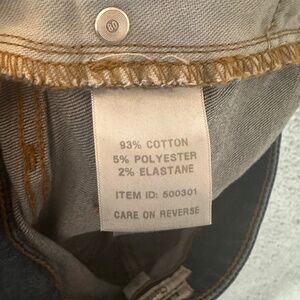 93% COTTON
5% POLYESTER
2% ELASTANE
ITEM ID: 500301
CARE ON REVERSE